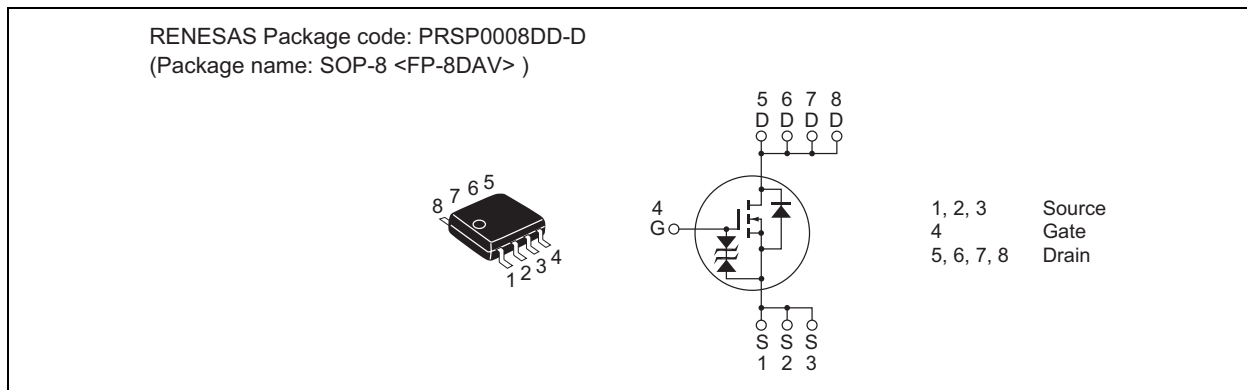 RENESAS Package code: PRSP0008DD-D
(Package name: SOP-8 <FP-8DAV> )
5 6 7 8
D D D D
8 7 6 5
1 2 3 4
4
G
S S S
1 2 3
1, 2, 3 Source
4 Gate
5, 6, 7, 8 Drain